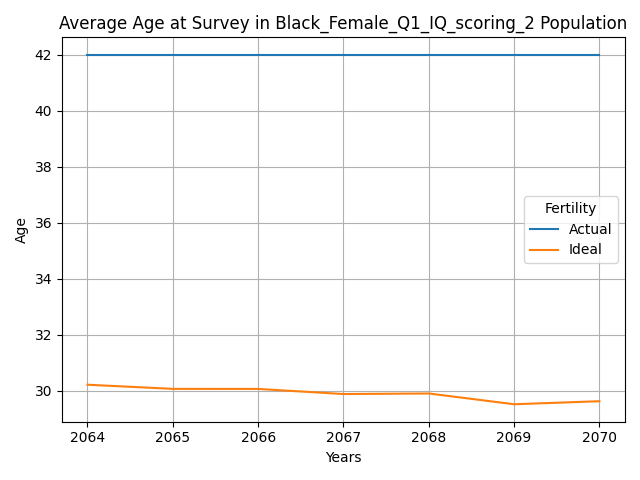 Average Age at Survey in Black_Female_Q1_IQ_scoring_2 Population
42
40
38
36
34
32
30
Age
Fertility
Actual
Ideal
2064 2065 2066 2067 2068 2069 2070
Years